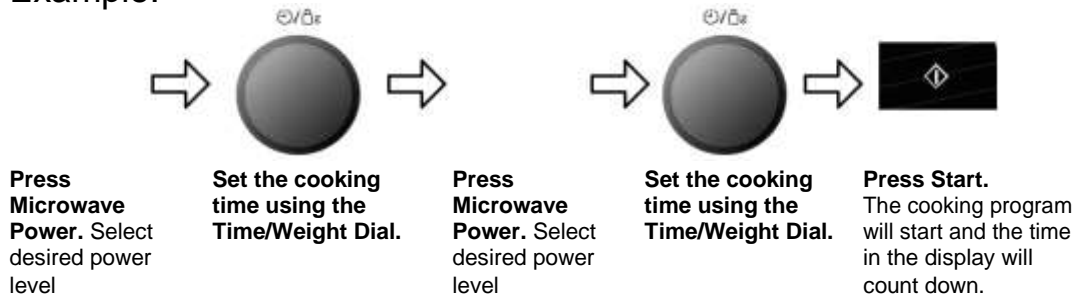 Example:
Press
Microwave
Power. Select
desired power
level
Set the cooking
time using the
Time/Weight Dial.
Press
Microwave
Power. Select
desired power
level
Set the cooking
time using the
Time/Weight Dial.
Press Start.
The cooking program
will start and the time
in the display will
count down.